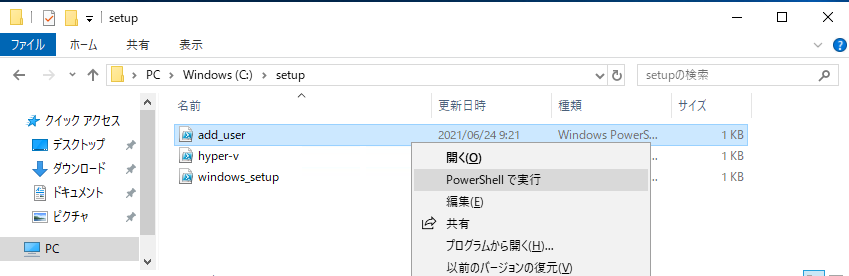 setup
ファイル ホーム 共有 表示
PC Windows (C:) setup setupの検索
名前 更新日時 種類 サイズ
クイック アクセス
デスクトップ
ダウンロード
ドキュメント
ピクチャ
PC
add_user 2021/06/24 9:21 Windows PowerS... 1 KB
hyper-v 1 KB
windows_setup 1 KB
開く(O)
PowerShell で実行
編集(E)
共有
プログラムから開く(H)...
以前のバージョンの復元(V)